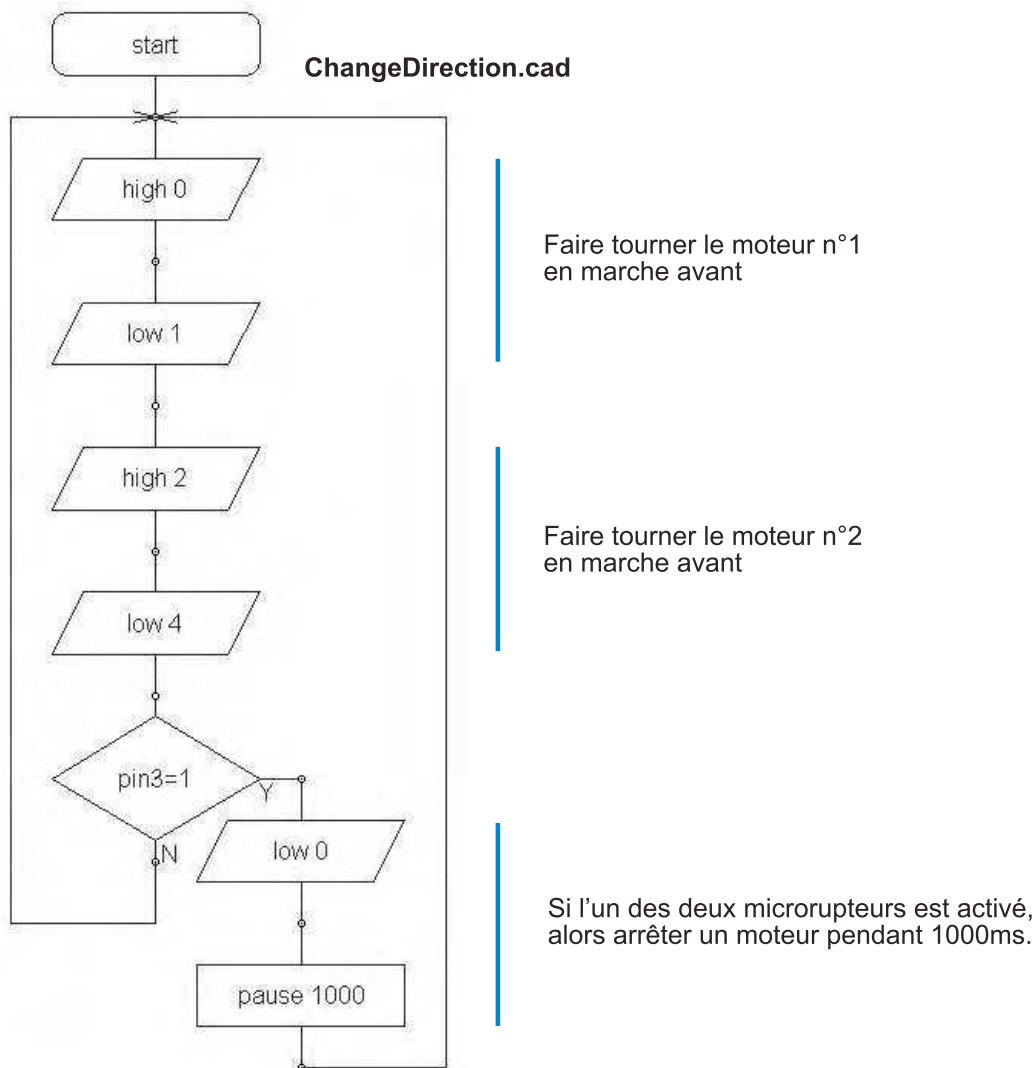 start
ChangeDirection.cad
high 0
Faire tourner le moteur n°1
en marche avant
low 1
high 2
Faire tourner le moteur n°2
en marche avant
low 4
pin3=1
Y
N
low 0
Si l'un des deux microrupteurs est activé,
alors arrêter un moteur pendant 1000ms.
pause 1000